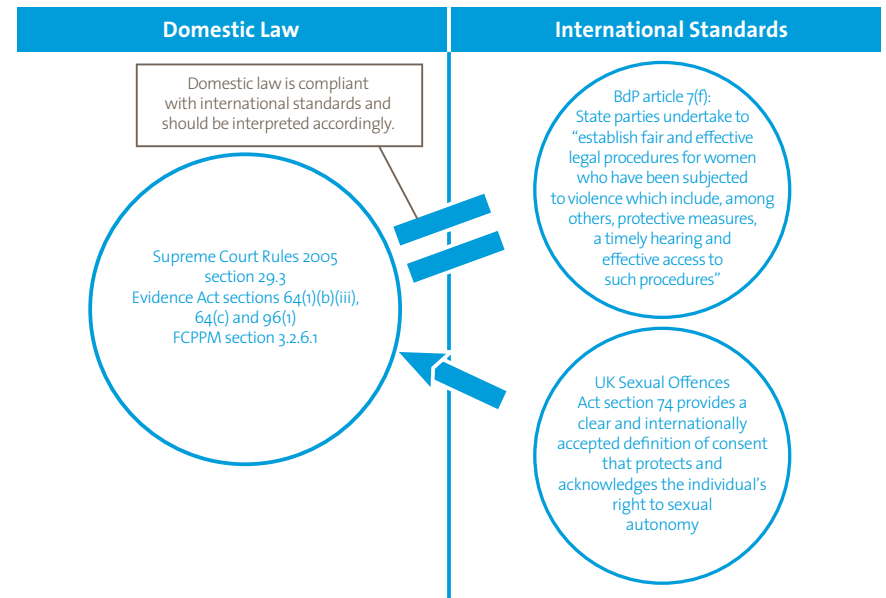 Domestic Law
International Standards
Domestic law is compliant
with international standards and
should be interpreted accordingly.
Supreme Court Rules 2005
section 29.3
Evidence Act sections 64(1)(b)(iii),
64(c) and 96(1)
FCPPM section 3.2.6.1
BdP article 7(f):
State parties undertake to
“establish fair and effective
legal procedures for women
who have been subjected
to violence which include, among
others, protective measures,
a timely hearing and
effective access to
such procedures”
UK Sexual Offences
Act section 74 provides a
clear and internationally
accepted definition of consent
that protects and
acknowledges the individual’s
right to sexual
autonomy